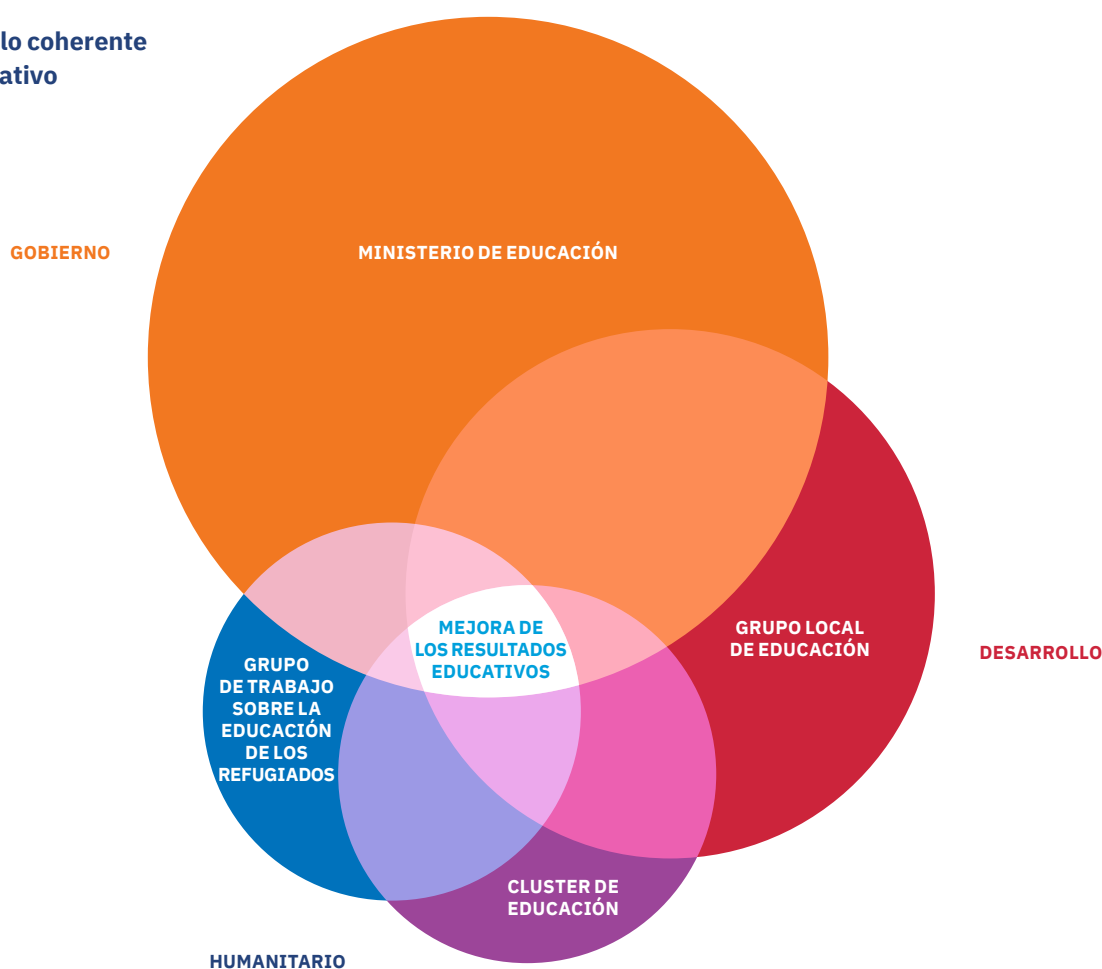 lo coherente
ativo
GOBIERNO
MINISTERIO DE EDUCACIÓN
MEJORA DE
LOS RESULTADOS
EDUCATIVOS
GRUPO LOCAL
DE EDUCACIÓN
DESARROLLO
GRUPO
DE TRABAJO
SOBRE LA
EDUCACIÓN
DE LOS
REFUGIADOS
CLUSTER DE
EDUCACIÓN
HUMANITARIO